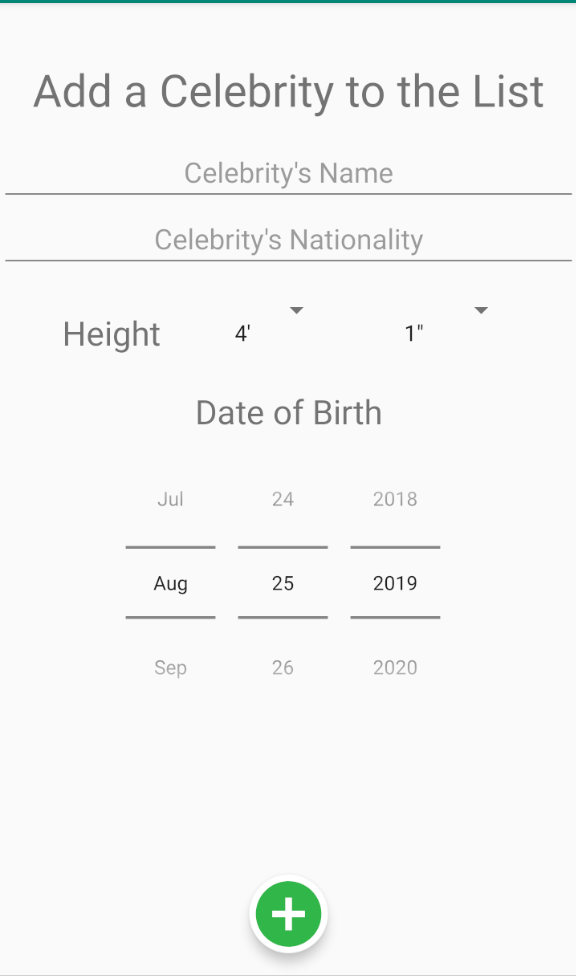 Add a Celebrity to the List
Celebrity's Name
Celebrity's Nationality
Height 4' 1"
Date of Birth
Jul 24 2018
Aug 25 2019
Sep 26 2020